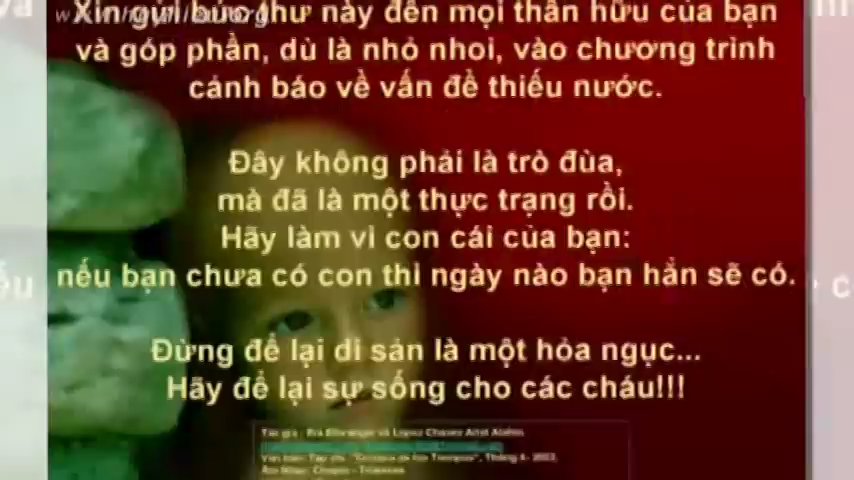 Xin gửi bức thư này đến mọi thân hữu của bạn
và góp phần, dù là nhỏ nhoi, vào chương trình
cảnh báo về vấn đề thiếu nước.
Đây không phải là trò đùa,
mà đã là một thực trạng rồi.
Hãy làm vì con cái của bạn:
nếu bạn chưa có con thì ngày nào bạn hẳn sẽ có.
Đừng để lại di sản là một hỏa ngục...
Hãy để lại sự sống cho các cháu!!!